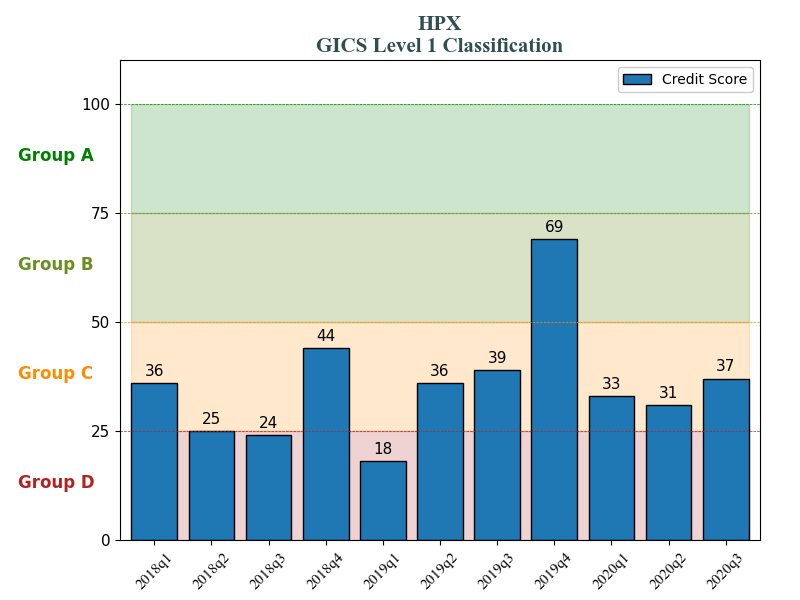 HPX
GICS Level 1 Classification
Credit Score
100
Group A
75
69
Group B
50
44
39
Group C
36
36
37
33
31
25
25
24
18
Group D
0
2018q1 2018q2 2018q3 2018q4 2019q1 2019q2 2019q3 2019q4 2020q1 2020q2 2020q3